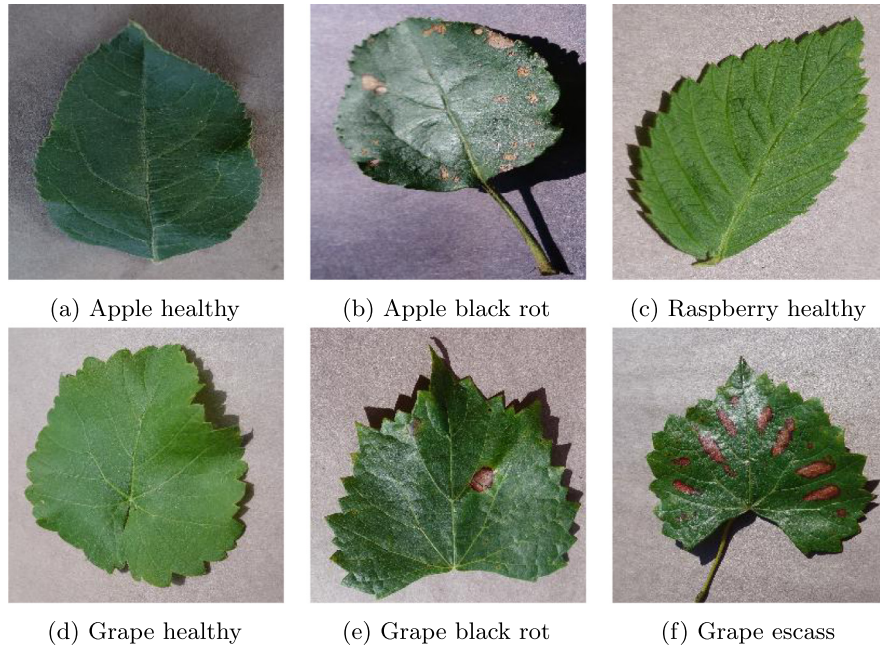 (a) Apple healthy
(b) Apple black rot
(c) Raspberry healthy
(d) Grape healthy
(e) Grape black rot
(f) Grape escass